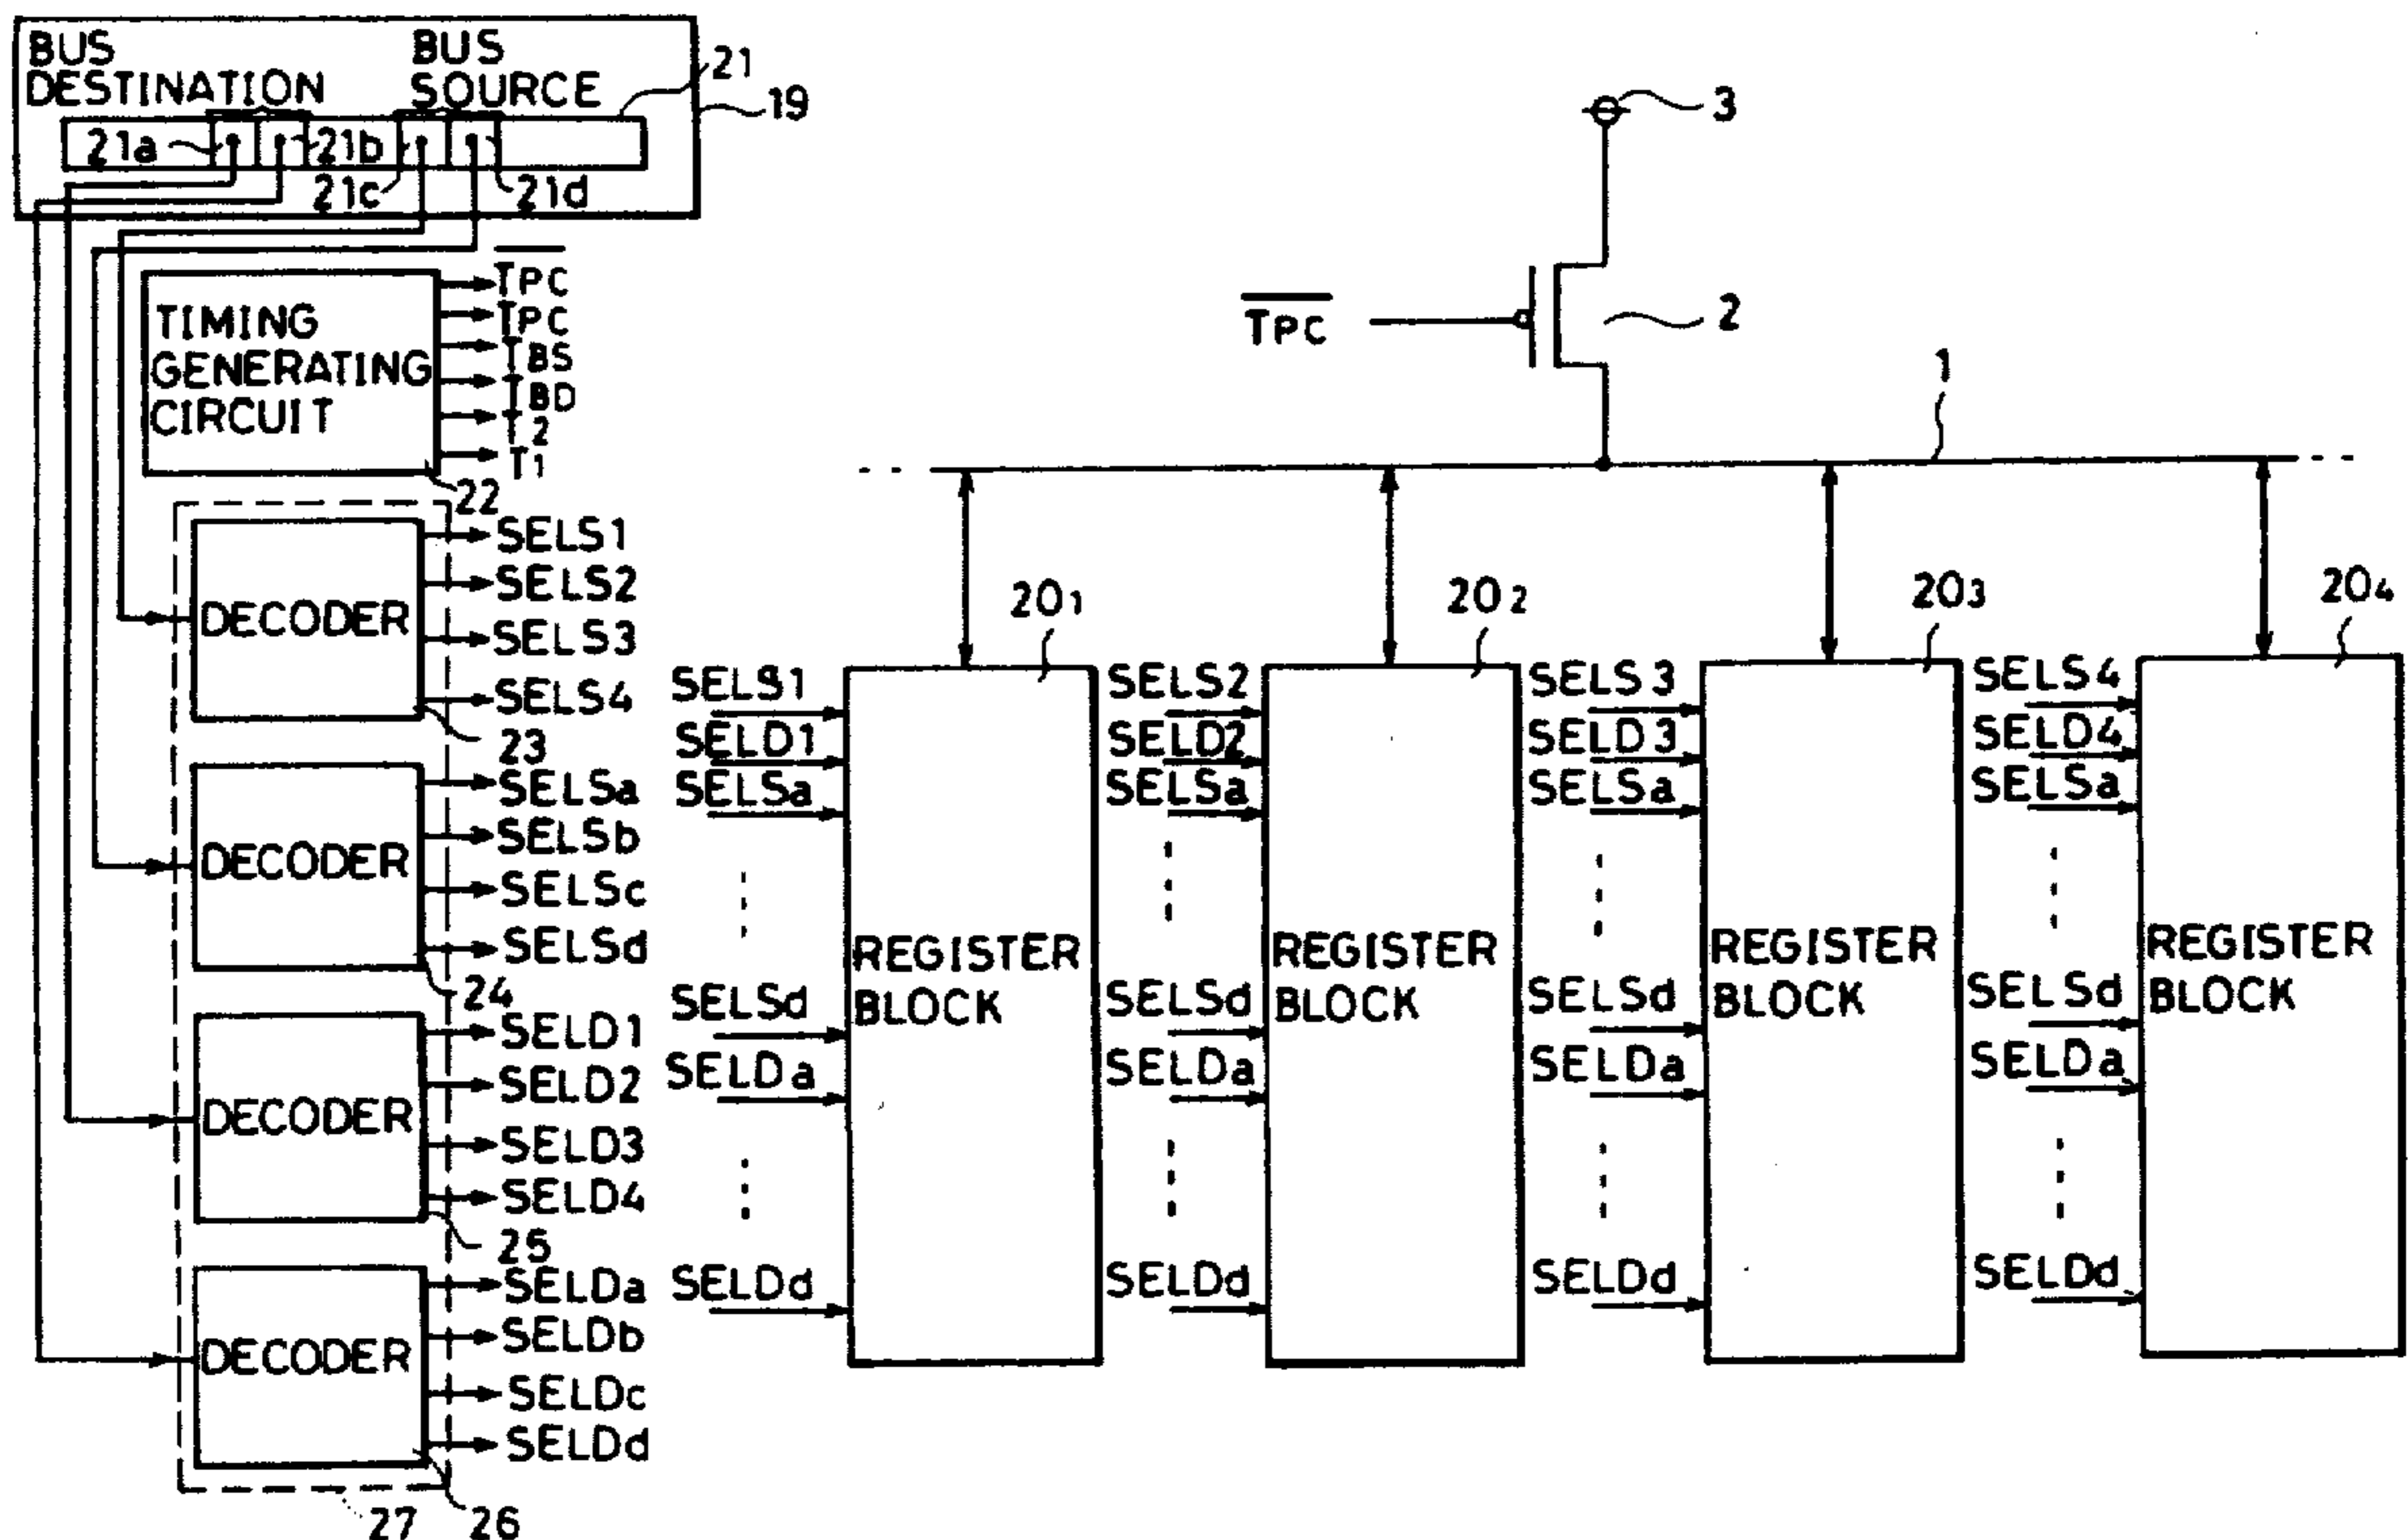 BUS
DESTINATION
BUS
SOURCE
21
19
21a
21b
21c
21d
TIMING
GENERATING
CIRCUIT
22
T̅P̅C̅
TPC
TBS
TBD
T2
T1
DECODER
23
SELS1
SELS2
SELS3
SELS4
DECODER
24
SELSa
SELSb
SELSc
SELSd
DECODER
25
SELD1
SELD2
SELD3
SELD4
DECODER
26
SELDa
SELDb
SELDc
SELDd
27
3
2
T̅P̅C̅
1
201
SELS1
SELD1
SELSa
SELSd
SELDa
SELDd
REGISTER
BLOCK
202
SELS2
SELD2
SELSa
SELSd
SELDa
SELDd
REGISTER
BLOCK
203
SELS3
SELD3
SELSa
SELSd
SELDa
SELDd
REGISTER
BLOCK
204
SELS4
SELD4
SELSa
SELSd
SELDa
SELDd
REGISTER
BLOCK